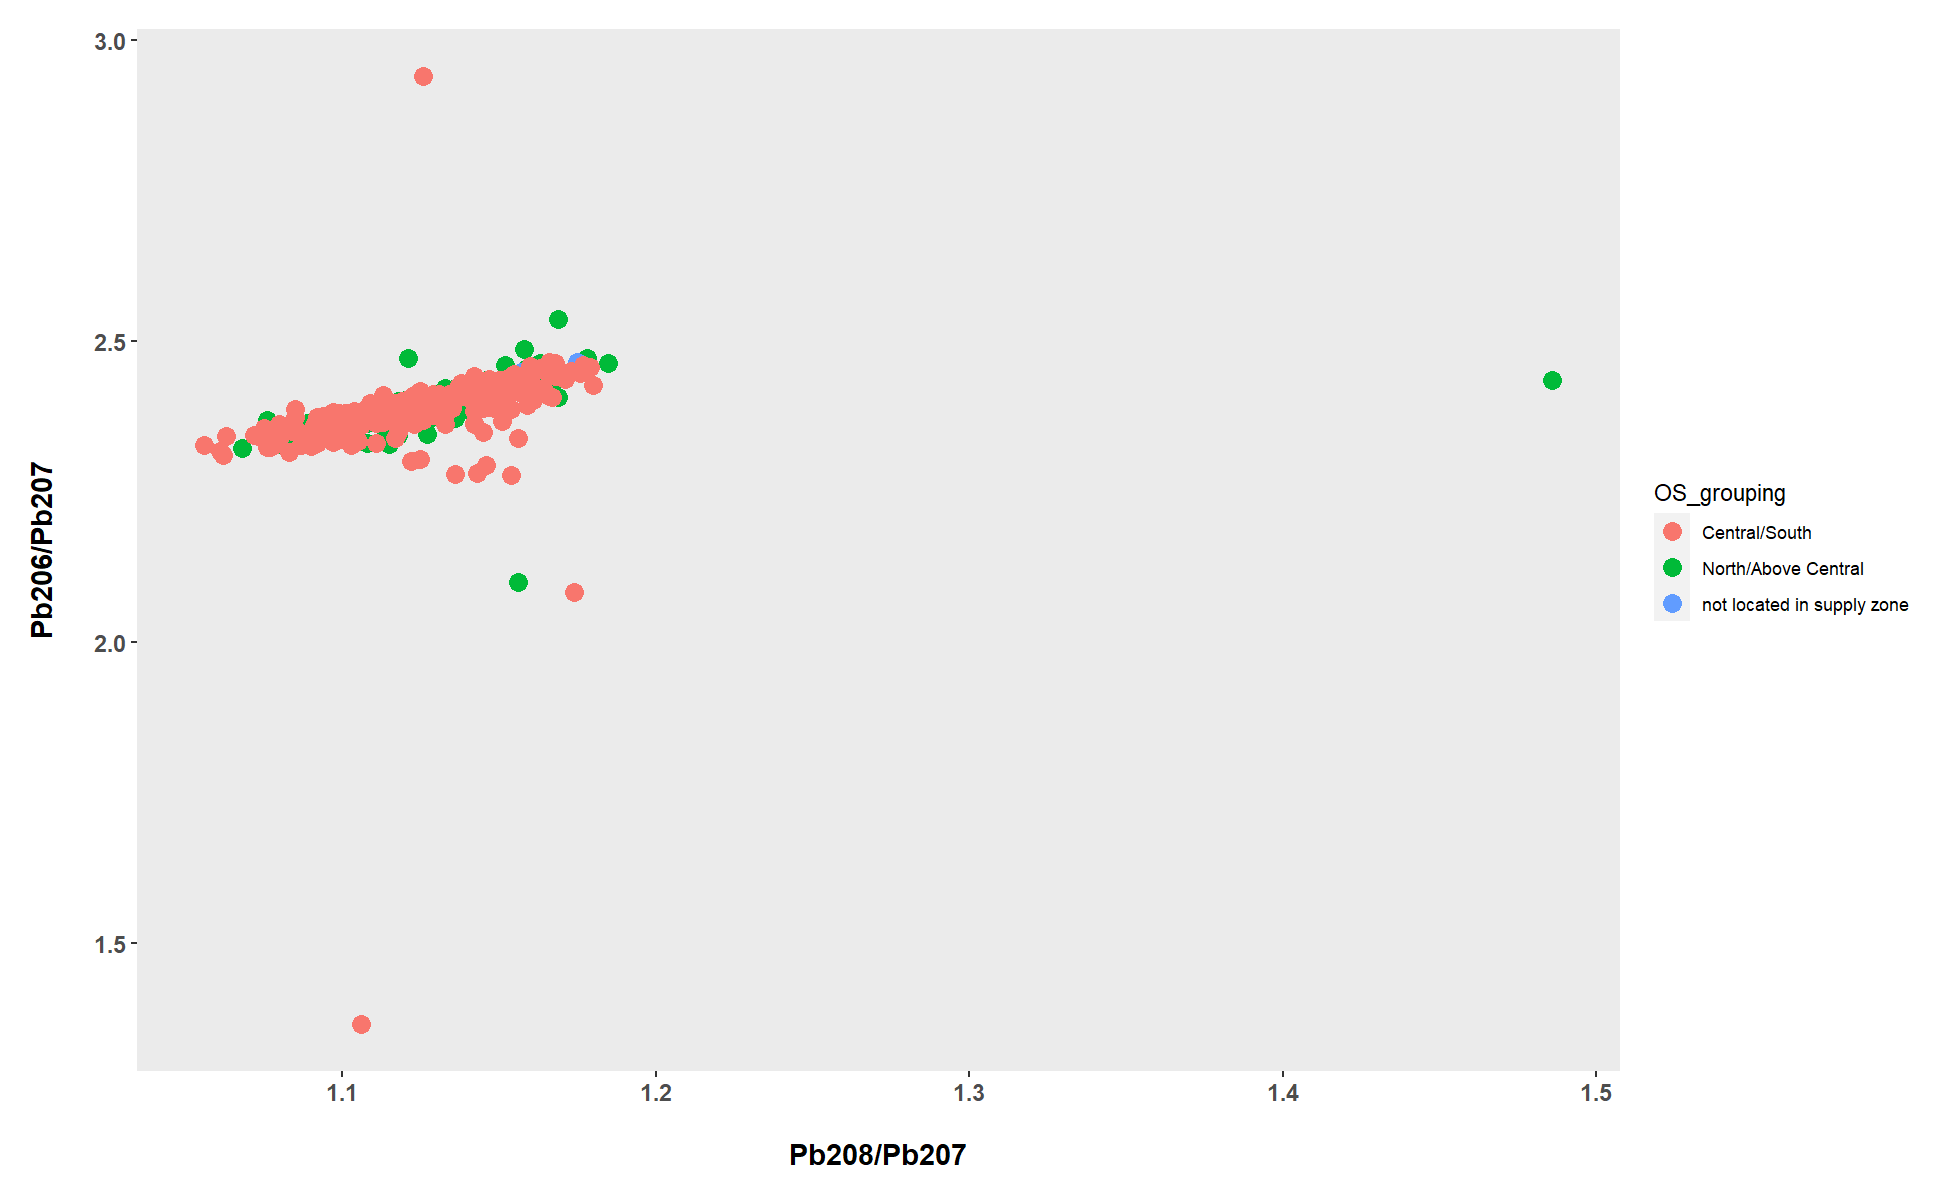 3.0
2.5
2.0
1.5
Pb206/Pb207
1.1 1.2 1.3 1.4 1.5
Pb208/Pb207
OS_grouping
Central/South
North/Above Central
not located in supply zone